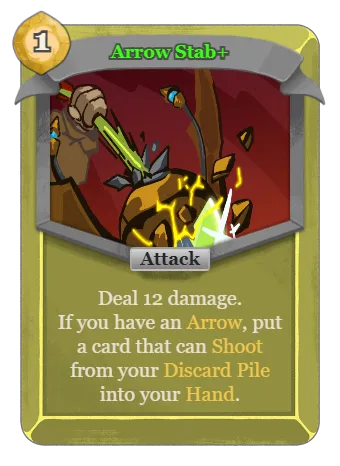 1
Arrow Stab+
Attack
Deal 12 damage.
If you have an Arrow, put
a card that can Shoot
from your Discard Pile
into your Hand.